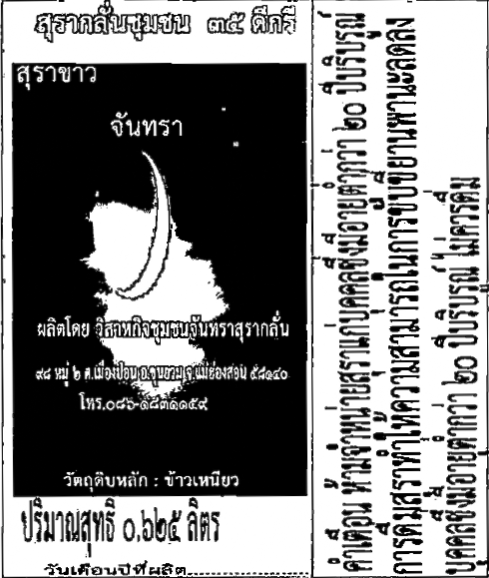 สุรากลั่นชุมชน ๓๕ ดีกรี
สุราขาว
จันทรา
ผลิตโดย วิสาหกิจชุมชนจันทราสุรากลั่น
๙๘ หมู่ ๒ ต.เมืองปอน อ.ขุนยวม จ.แม่ฮ่องสอน ๕๘๑๔๐
โทร.๐๘๖-๑๘๓๑๑๕๙
วัตถุดิบหลัก : ข้าวเหนียว
ปริมาณสุทธิ ๐.๖๒๕ ลิตร
วันเดือนปีที่ผลิต
คำเตือน ห้ามจำหน่ายสุราแก่บุคคลซึ่งมีอายุต่ำกว่า ๒๐ ปีบริบูรณ์
การดื่มสุราทำให้ความสามารถในการขับขี่ยานพาหนะลดลง
บุคคลซึ่งมีอายุต่ำกว่า ๒๐ ปีบริบูรณ์ ไม่ควรดื่ม